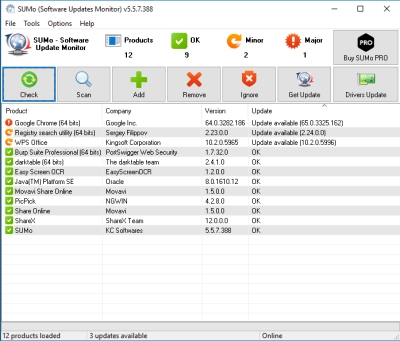 SUMo (Software Updates Monitor) v5.5.7.388
File Tools Options Help
SUMo - Software Update Monitor
Products
12
OK
9
Minor
2
Major
1
PRO
Buy SUMo PRO
Check Scan Add Remove Ignore Get Update Drivers Update
Product Company Version Update
Google Chrome (64 bits) Google Inc. 64.0.3282.186 Update available (65.0.3325.162)
Registry search utility (64 bits) Sergey Filippov 2.23.0.0 Update available (2.24.0.0)
WPS Office Kingsoft Corporation 10.2.0.5965 Update available (10.2.0.5996)
Burp Suite Professional (64 bits) PortSwigger Web Security 1.7.32.0 OK
darktable (64 bits) The darktable team 2.4.1.0 OK
Easy Screen OCR EasyScreenOCR 1.2.0.0 OK
Java(TM) Platform SE Oracle 8.0.1610.12 OK
Movavi Share Online Movavi 1.5.0.0 OK
PicPick NGWIN 4.2.8.0 OK
Share Online Movavi 1.5.0.0 OK
ShareX ShareX Team 12.0.0.0 OK
SUMo KC Softwares 5.5.7.388 OK
12 products loaded 3 updates available Online